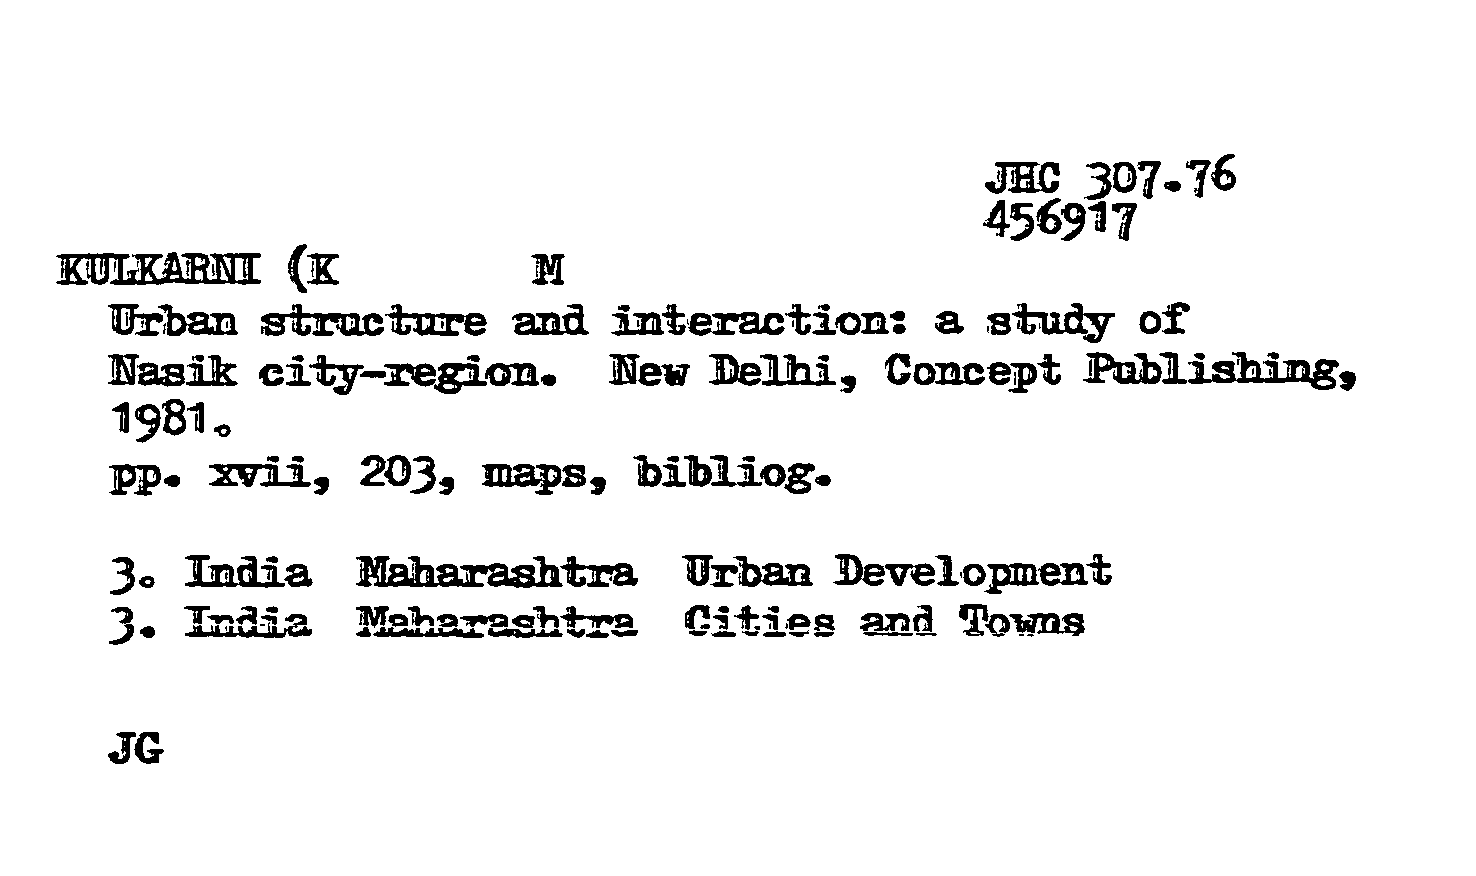 JHC 307.76
456917
KULKARNI (K M
Urban structure and interaction: a study of
Nasik city-region. New Delhi, Concept Publishing,
1981.
pp. xvii, 203, maps, bibliog.
3. India Maharashtra Urban Development
3. India Maharashtra Cities and Towns
JG